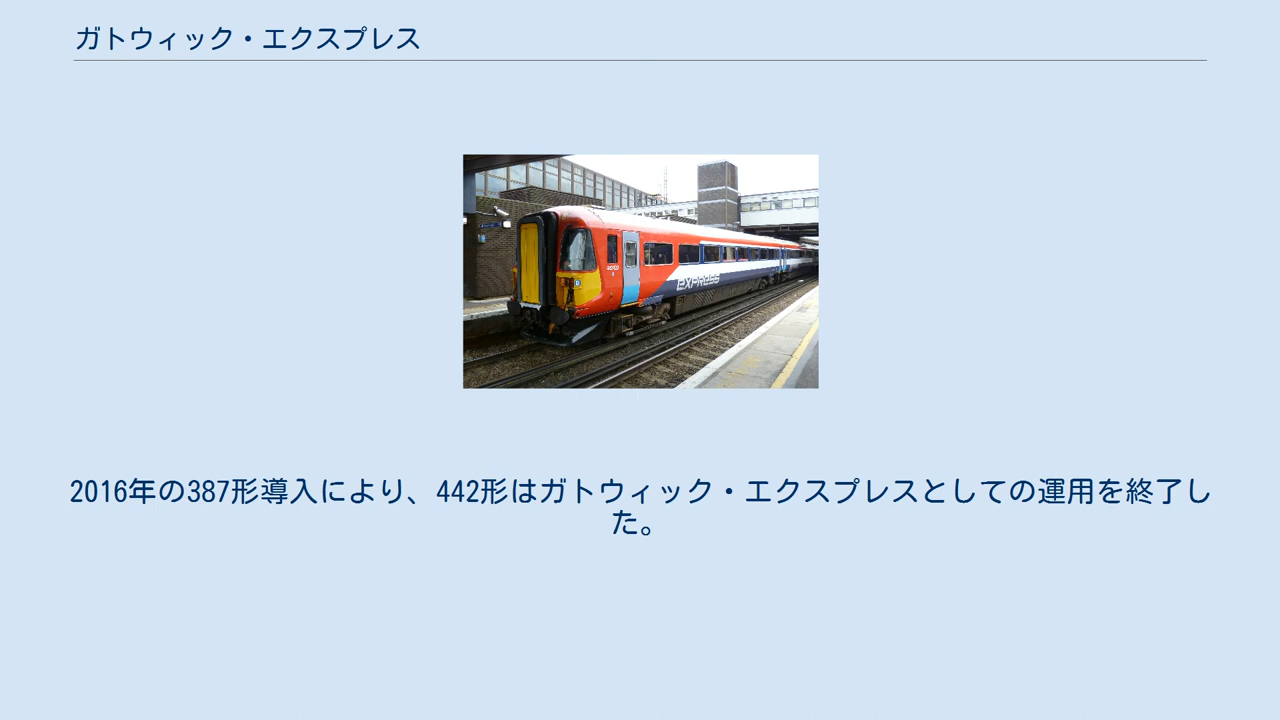 ガトウィック・エクスプレス
EXPRESS
2016年の387形導入により、442形はガトウィック・エクスプレスとしての運用を終了し
た。